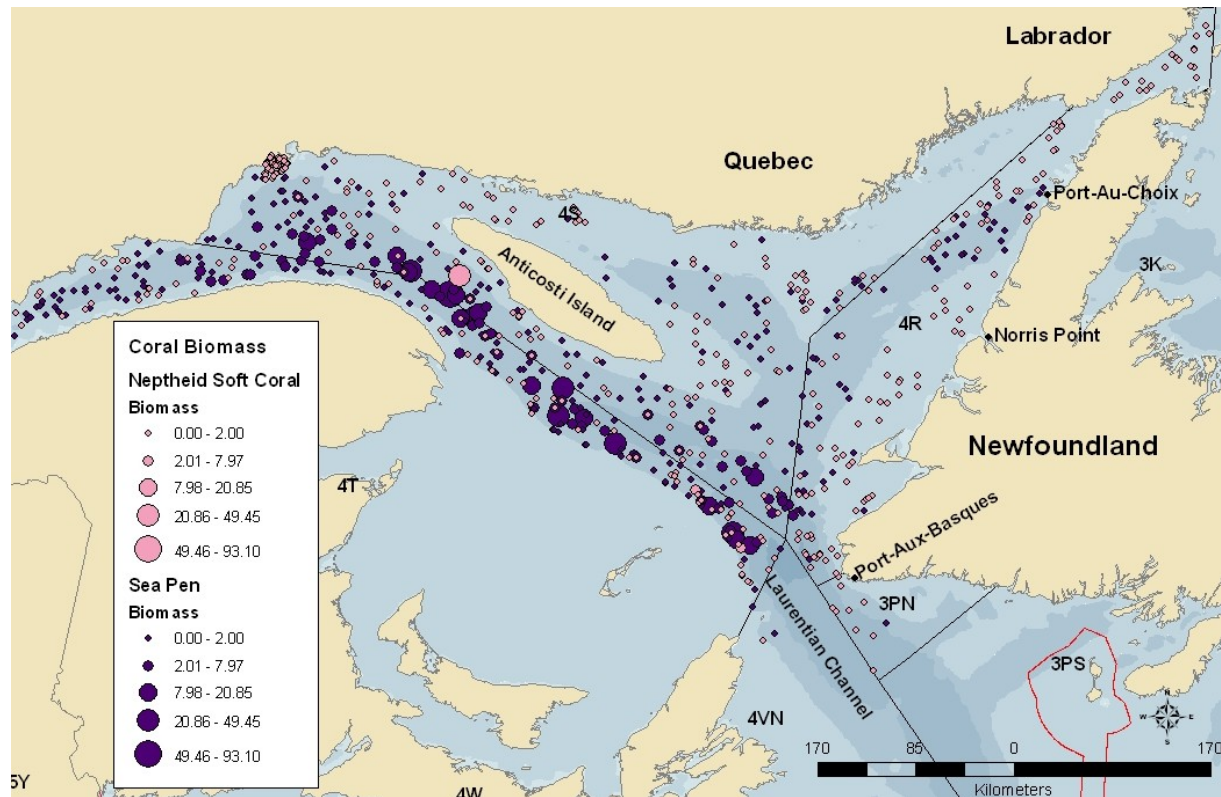 Labrador
Quebec
Port-Au-Choix
4S
3K
Anticosti Island
4R
Norris Point
Coral Biomass
Neptheid Soft Coral
Biomass
0.00 - 2.00
2.01 - 7.97
7.98 - 20.85
20.86 - 49.45
49.46 - 93.10
Sea Pen
Biomass
0.00 - 2.00
2.01 - 7.97
7.98 - 20.85
20.86 - 49.45
49.46 - 93.10
Newfoundland
4T
Port-Aux-Basques
3PN
Laurentian Channel
3PS
N
W E
S
4VN
170 85 0 170
Kilometers
5Y
4W